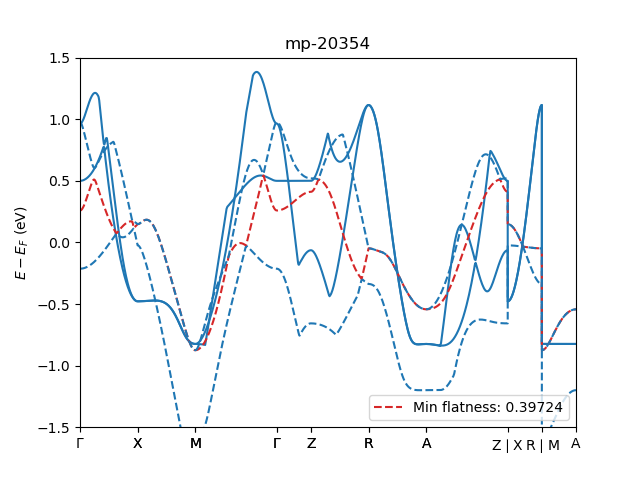 mp-20354
1.5
1.0
0.5
0.0
−0.5
−1.0
−1.5
E − E_F (eV)
Min flatness: 0.39724
Γ X M Γ Z R A Z | X R | M A